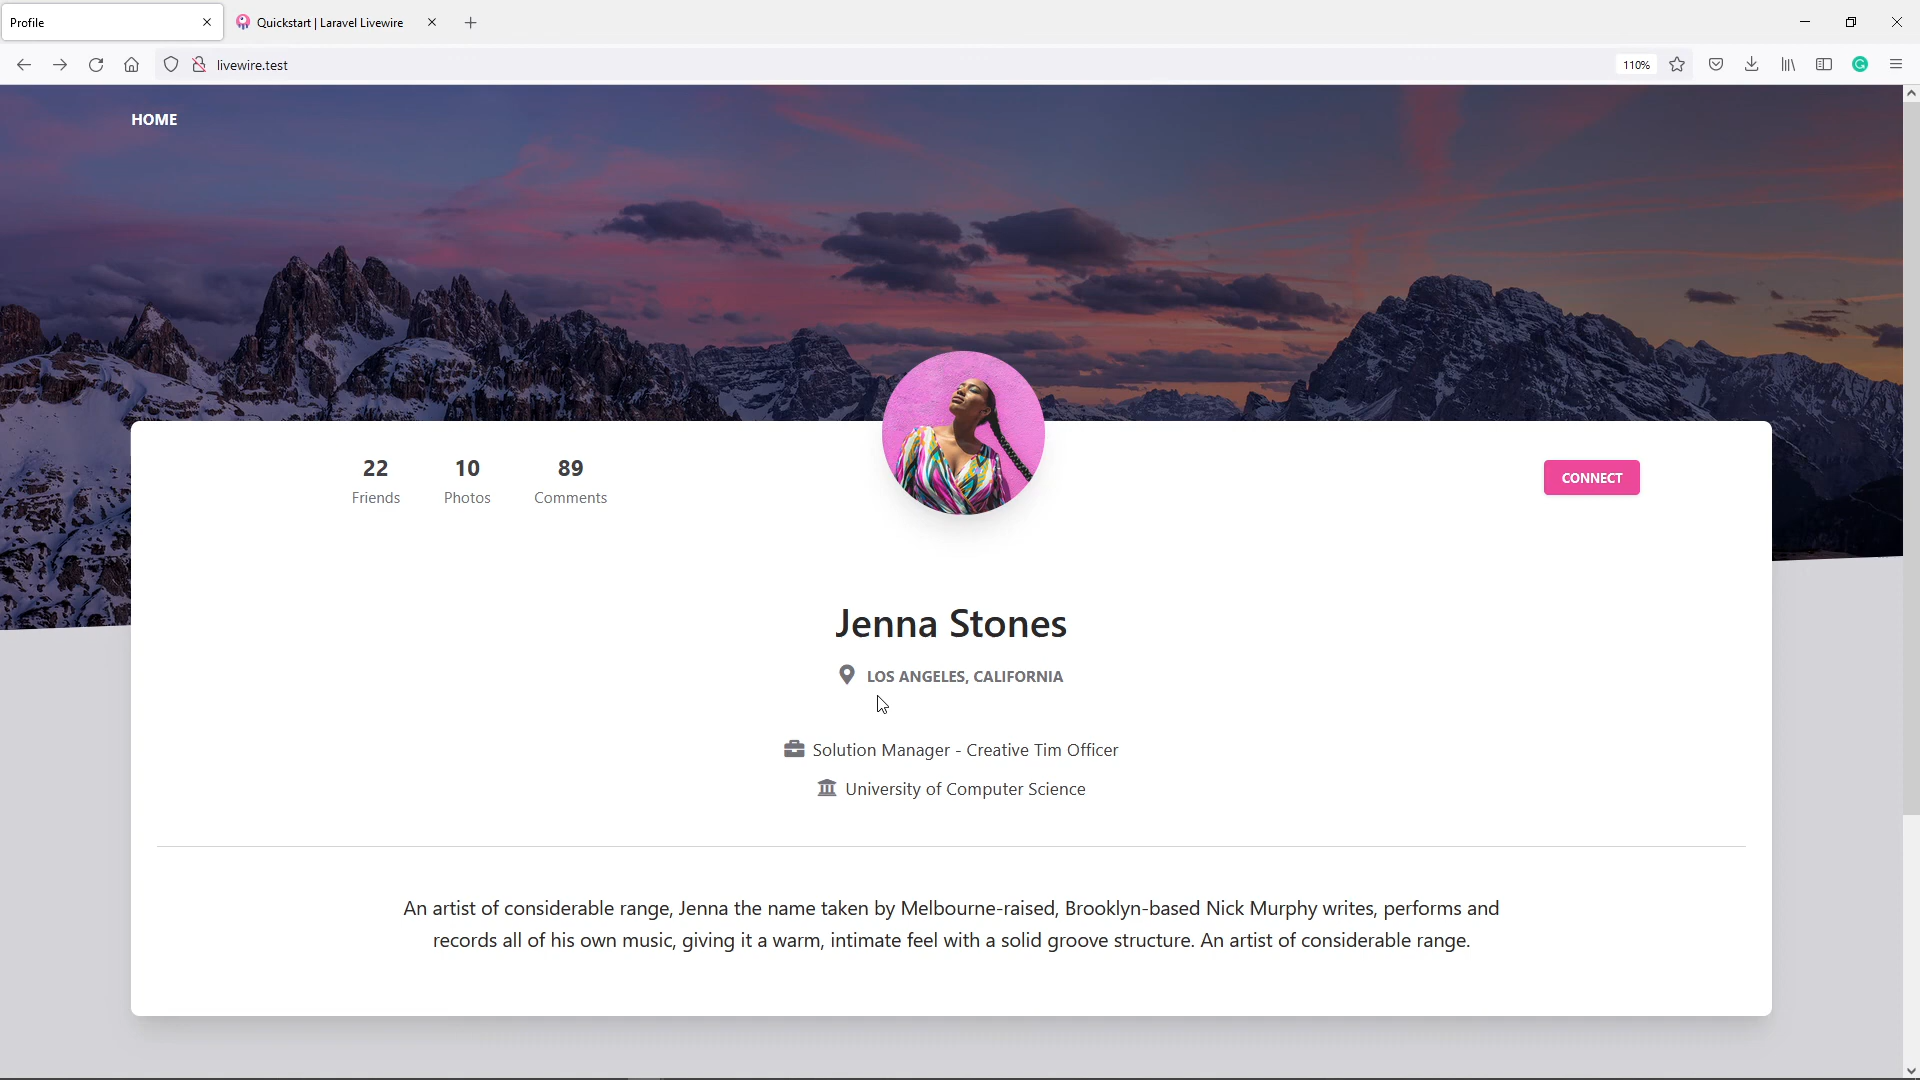 Profile
Quickstart | Laravel Livewire
livewire.test
110%
HOME
22
Friends
10
Photos
89
Comments
CONNECT
Jenna Stones
LOS ANGELES, CALIFORNIA
Solution Manager - Creative Tim Officer
University of Computer Science
An artist of considerable range, Jenna the name taken by Melbourne-raised, Brooklyn-based Nick Murphy writes, performs and
records all of his own music, giving it a warm, intimate feel with a solid groove structure. An artist of considerable range.